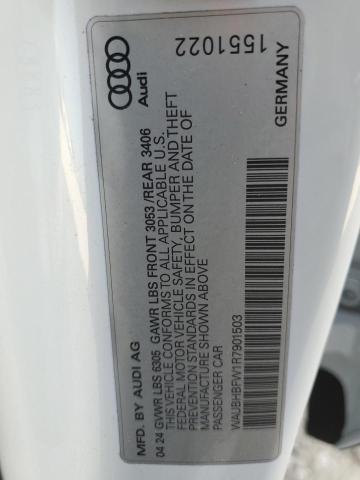 Audi
1551022
GERMANY
MFD. BY AUDI AG
04 24 GVWR LBS 6305 GAWR LBS FRONT 3053 /REAR 3406
THIS VEHICLE CONFORMS TO ALL APPLICABLE U.S.
FEDERAL MOTOR VEHICLE SAFETY, BUMPER AND THEFT
PREVENTION STANDARDS IN EFFECT ON THE DATE OF
MANUFACTURE SHOWN ABOVE
PASSENGER CAR
WAU8HBFW1R7901503